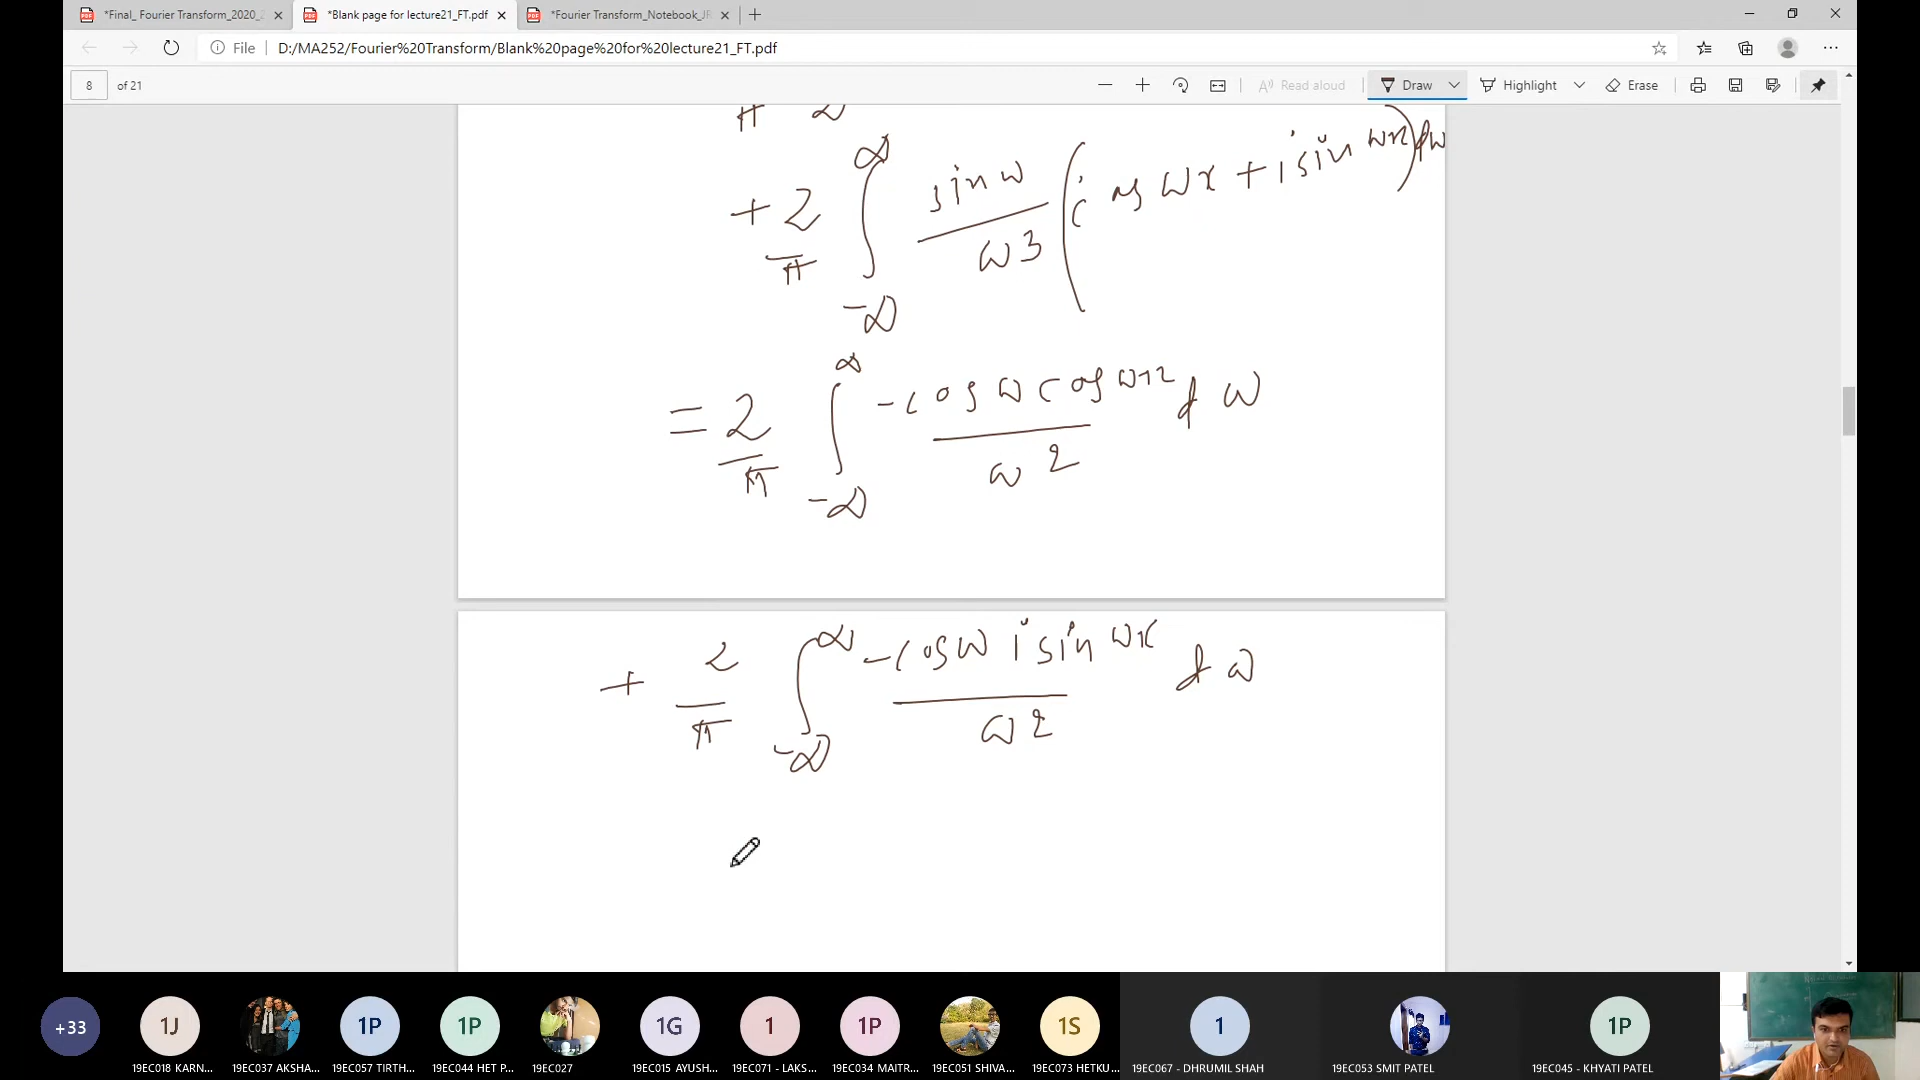 *Final_ Fourier Transform_2020_2
*Blank page for lecture21_FT.pdf
*Fourier Transform_Notebook_JR
File
D:/MA252/Fourier%20Transform/Blank%20page%20for%20lecture21_FT.pdf
8 of 21
Read aloud
Draw
Highlight
Erase
π -∞
+ 2/π ∫_{-∞}^{∞} sin ω / ω3 (cos ωx + i sin ωx) dω
= 2/π ∫_{-∞}^{∞} -cos ω cos ωx / ω2 dω
+ 2/π ∫_{-∞}^{∞} -cos ω i sin ωx / ω2 dω
+33
1J
1P
1P
1G
1
1P
1S
1
1P
19EC018 KARN...
19EC037 AKSHA...
19EC057 TIRTH...
19EC044 HET P...
19EC027
19EC015 AYUSH...
19EC071 - LAKS...
19EC034 MAITR...
19EC051 SHIVA...
19EC073 HETKU...
19EC067 - DHRUMIL SHAH
19EC053 SMIT PATEL
19EC045 - KHYATI PATEL